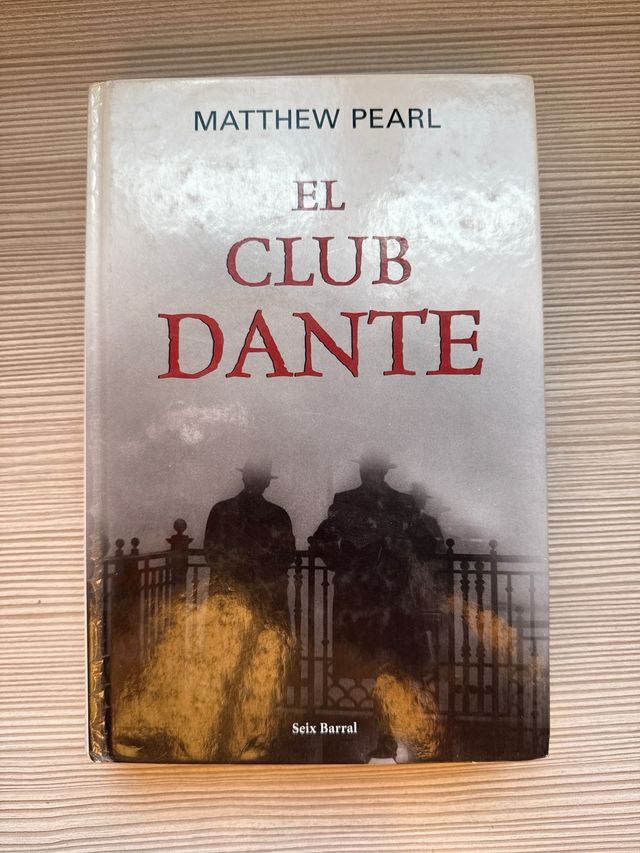 MATTHEW PEARL
EL
CLUB
DANTE
Seix Barral